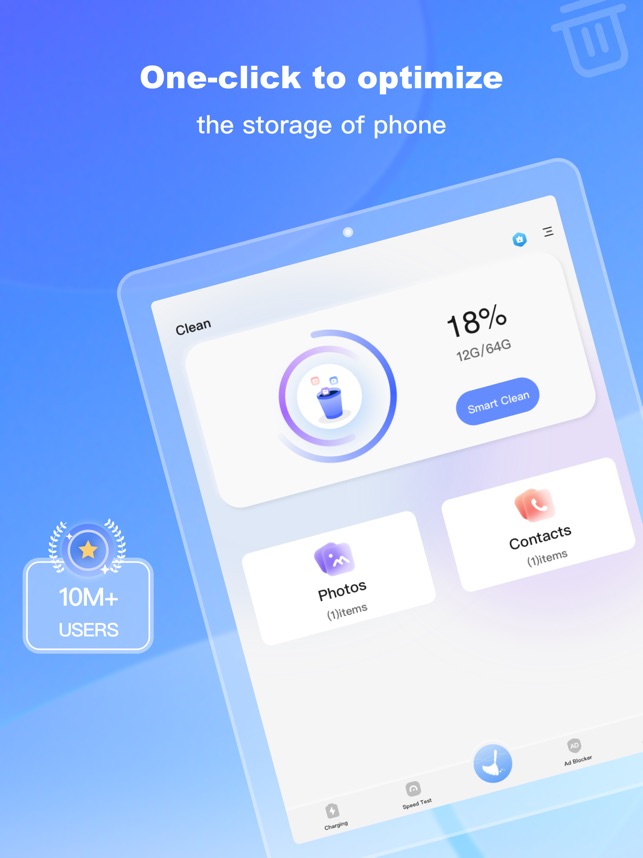 One-click to optimize
the storage of phone
Clean
18%
12G/64G
Smart Clean
Photos
(1)items
Contacts
(1)items
10M+
USERS
Charging
Speed Test
AD
Ad Blocker